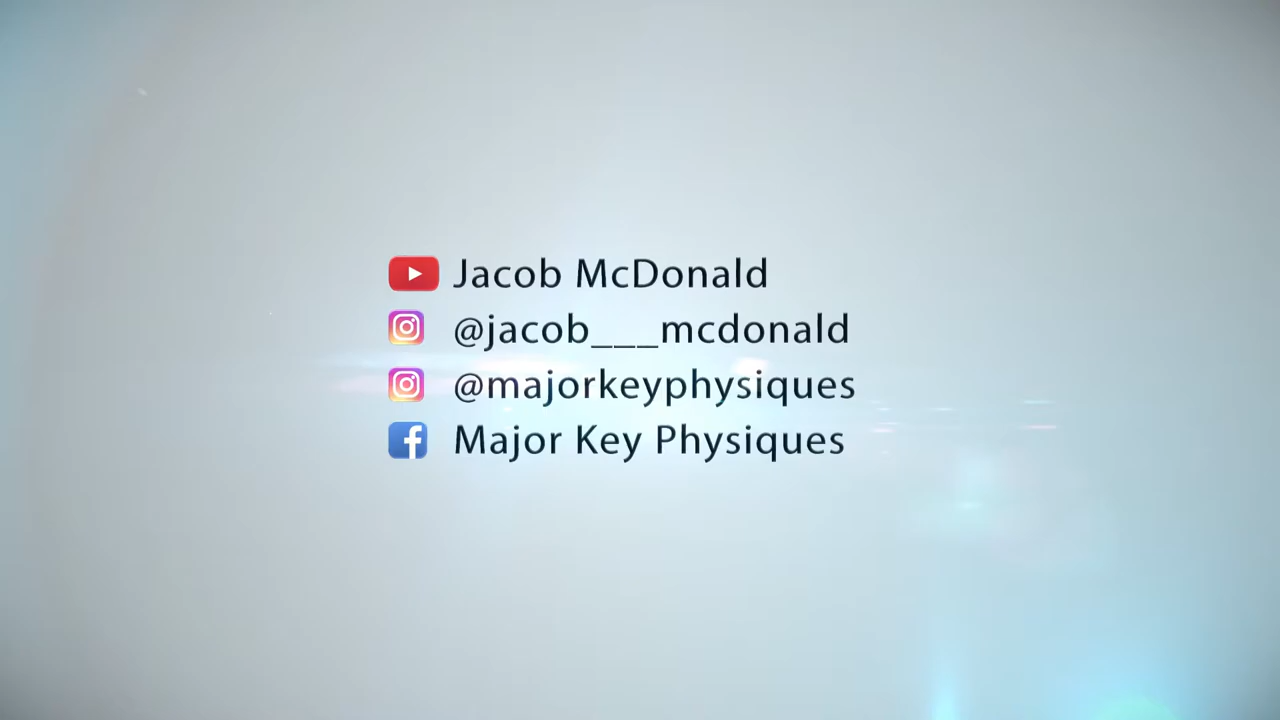 Jacob McDonald
@jacob___mcdonald
@majorkeyphysiques
Major Key Physiques